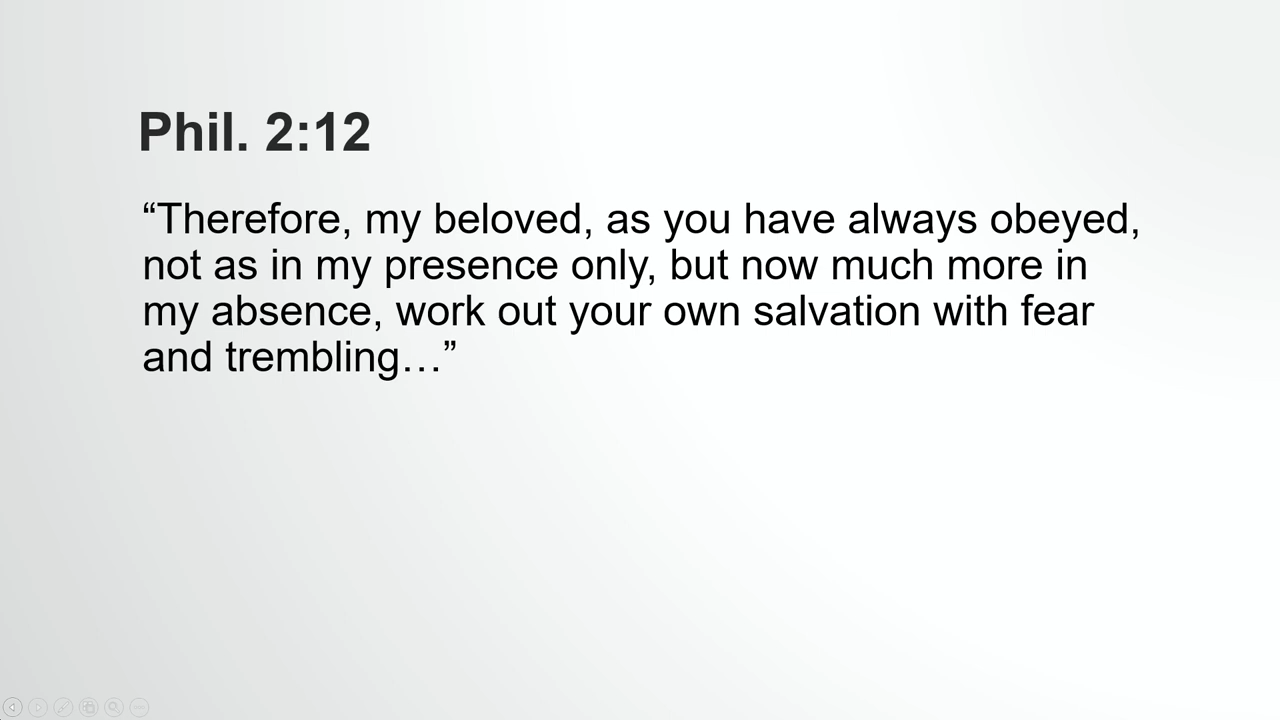 Phil. 2:12
“Therefore, my beloved, as you have always obeyed,
not as in my presence only, but now much more in
my absence, work out your own salvation with fear
and trembling…”